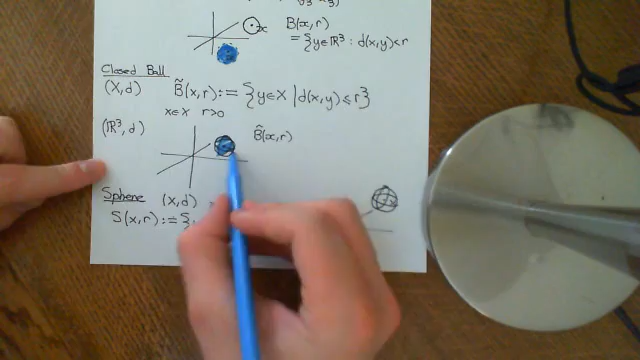 x B(x,r)
= {y∈ℝ³ : d(x,y)<r
Closed Ball
(X,d) B̃(x,r) := {y∈X | d(x,y) ≤ r}
x∈X r>0
(ℝ³,d) B̃(x,r)
Sphere (X,d)
S(x,r) := {